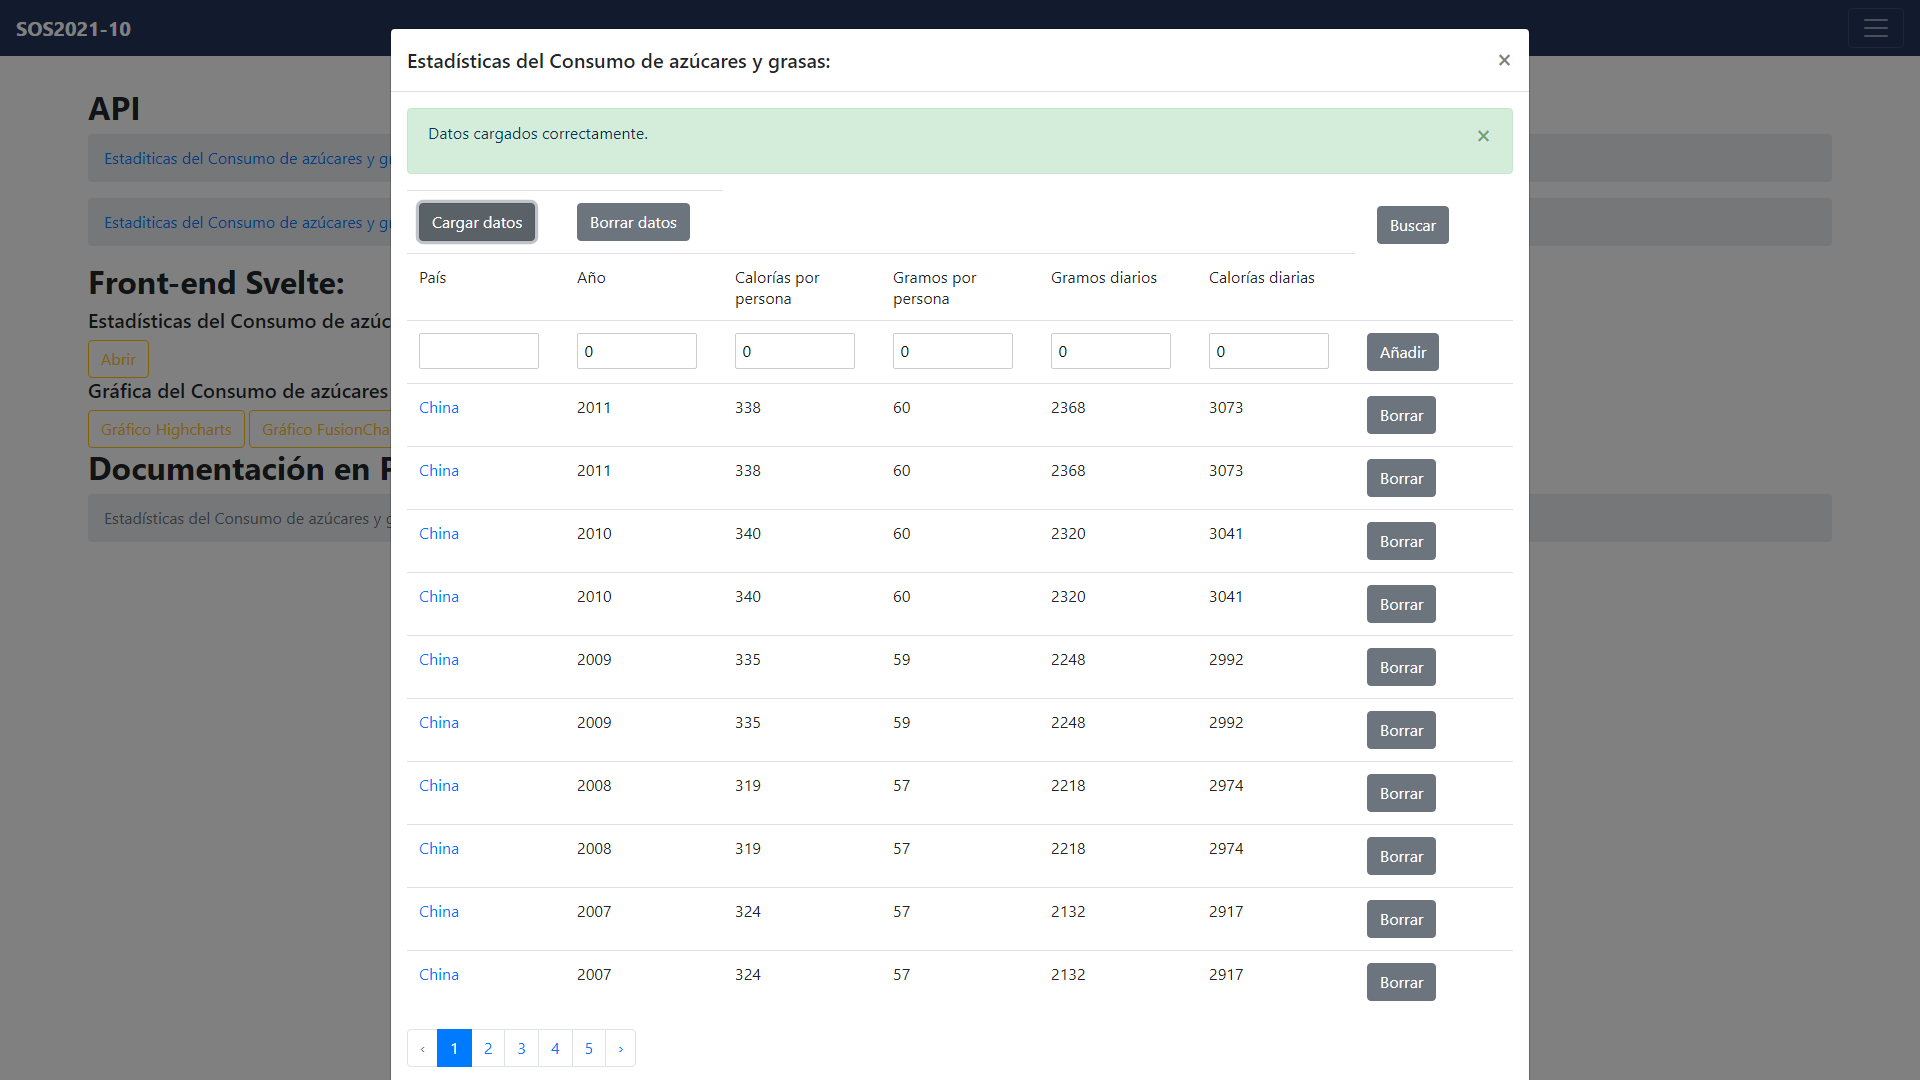 SOS2021-10
Estadísticas del Consumo de azúcares y grasas:
×
API
Datos cargados correctamente.
×
Estadíticas del Consumo de azúcares y gr
Estadíticas del Consumo de azúcares y gr
Cargar datos
Borrar datos
Buscar
Front-end Svelte:
Estadísticas del Consumo de azúc
Abrir
Gráfica del Consumo de azúcares
Gráfico Highcharts
Gráfico FusionCha
Documentación en P
Estadísticas del Consumo de azúcares y g
País Año Calorías por persona Gramos por persona Gramos diarios Calorías diarias
0 0 0 0 0 Añadir
China 2011 338 60 2368 3073 Borrar
China 2011 338 60 2368 3073 Borrar
China 2010 340 60 2320 3041 Borrar
China 2010 340 60 2320 3041 Borrar
China 2009 335 59 2248 2992 Borrar
China 2009 335 59 2248 2992 Borrar
China 2008 319 57 2218 2974 Borrar
China 2008 319 57 2218 2974 Borrar
China 2007 324 57 2132 2917 Borrar
China 2007 324 57 2132 2917 Borrar
‹ 1 2 3 4 5 ›